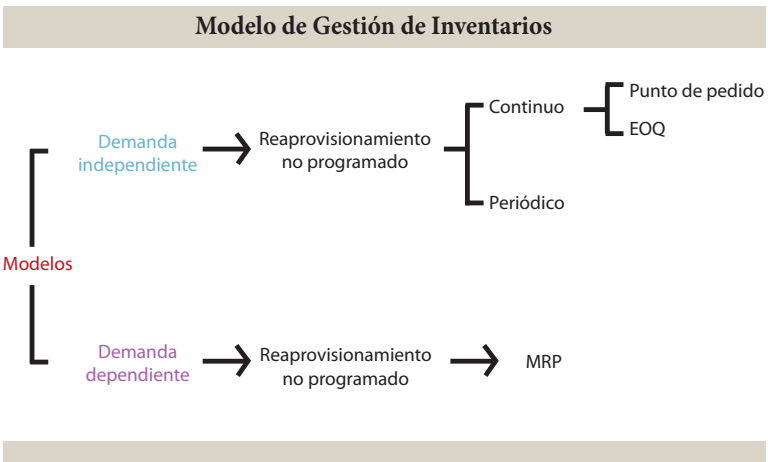 Modelo de Gestión de Inventarios
Demanda
independiente
Reaprovisionamiento
no programado
Continuo
Punto de pedido
EOQ
Periódico
Modelos
Demanda
dependiente
Reaprovisionamiento
no programado
MRP